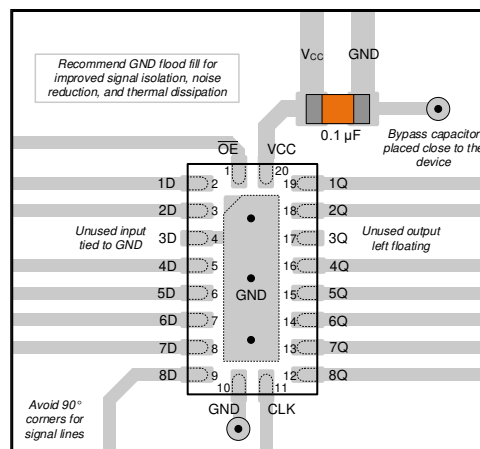 Recommend GND flood fill for
improved signal isolation, noise
reduction, and thermal dissipation
VCC GND
0.1 µF
Bypass capacitor
placed close to the
device
OE VCC
1 20
1D 2 19 1Q
2D 3 18 2Q
Unused input
tied to GND
3D 4 17 3Q
Unused output
left floating
4D 5 16 4Q
5D 6 GND 15 5Q
6D 7 14 6Q
7D 8 13 7Q
8D 9 12 8Q
10 11
GND CLK
Avoid 90°
corners for
signal lines